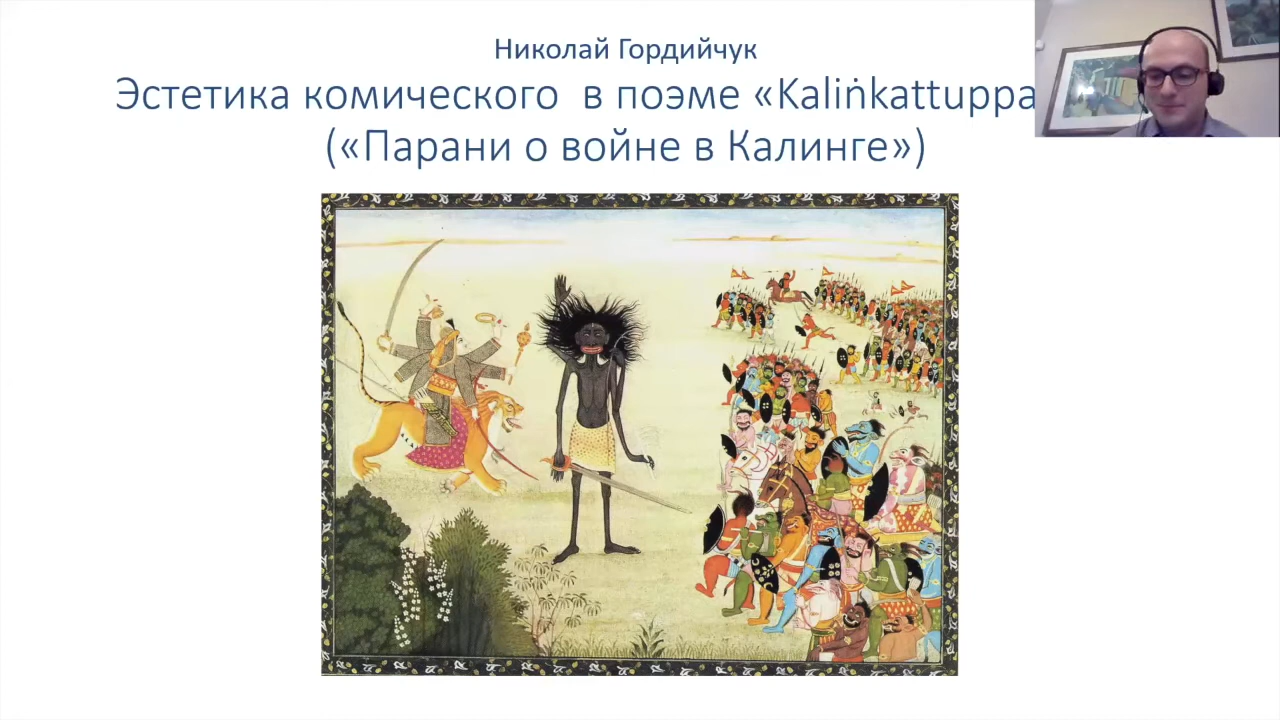 Николай Гордийчук
Эстетика комического в поэме «Kaliṅkattuppa
(«Парани о войне в Калинге»)